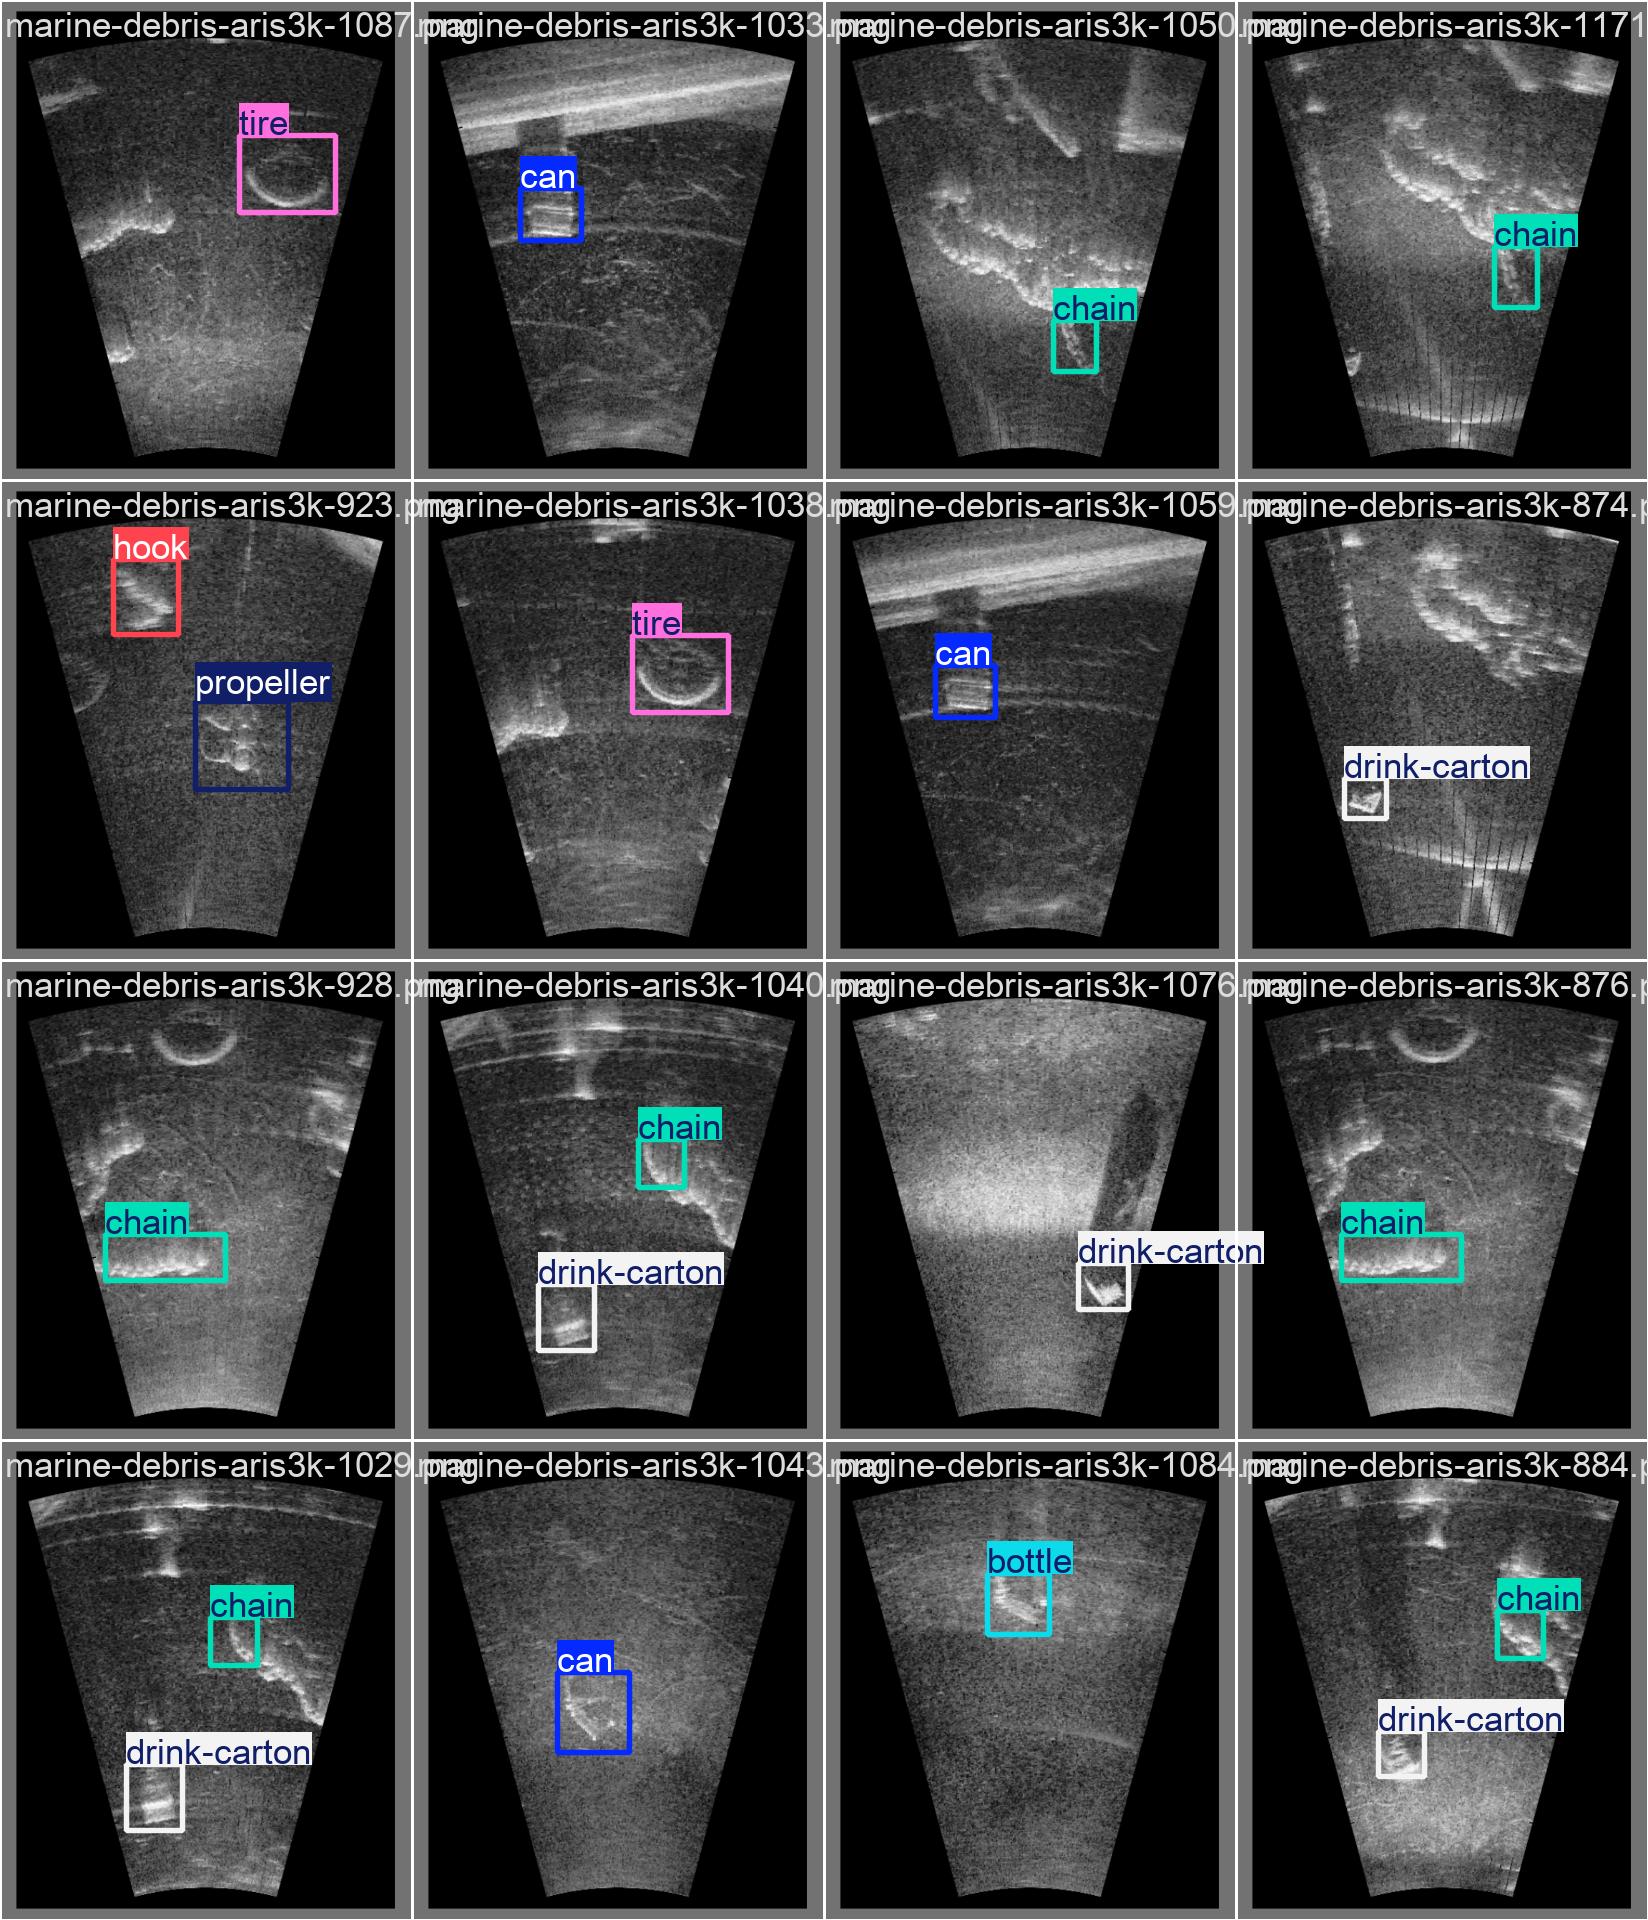 marine-debris-aris3k-1087.png
marine-debris-aris3k-1033.png
marine-debris-aris3k-1050.png
marine-debris-aris3k-1171
tire
can
chain
chain
marine-debris-aris3k-923.png
marine-debris-aris3k-1038.png
marine-debris-aris3k-1059.png
marine-debris-aris3k-874.p
hook
propeller
tire
can
drink-carton
marine-debris-aris3k-928.png
marine-debris-aris3k-1040.png
marine-debris-aris3k-1076.png
marine-debris-aris3k-876.p
chain
chain
drink-carton
drink-carton
chain
marine-debris-aris3k-1029.png
marine-debris-aris3k-1043.png
marine-debris-aris3k-1084.png
marine-debris-aris3k-884.p
chain
drink-carton
can
bottle
chain
drink-carton